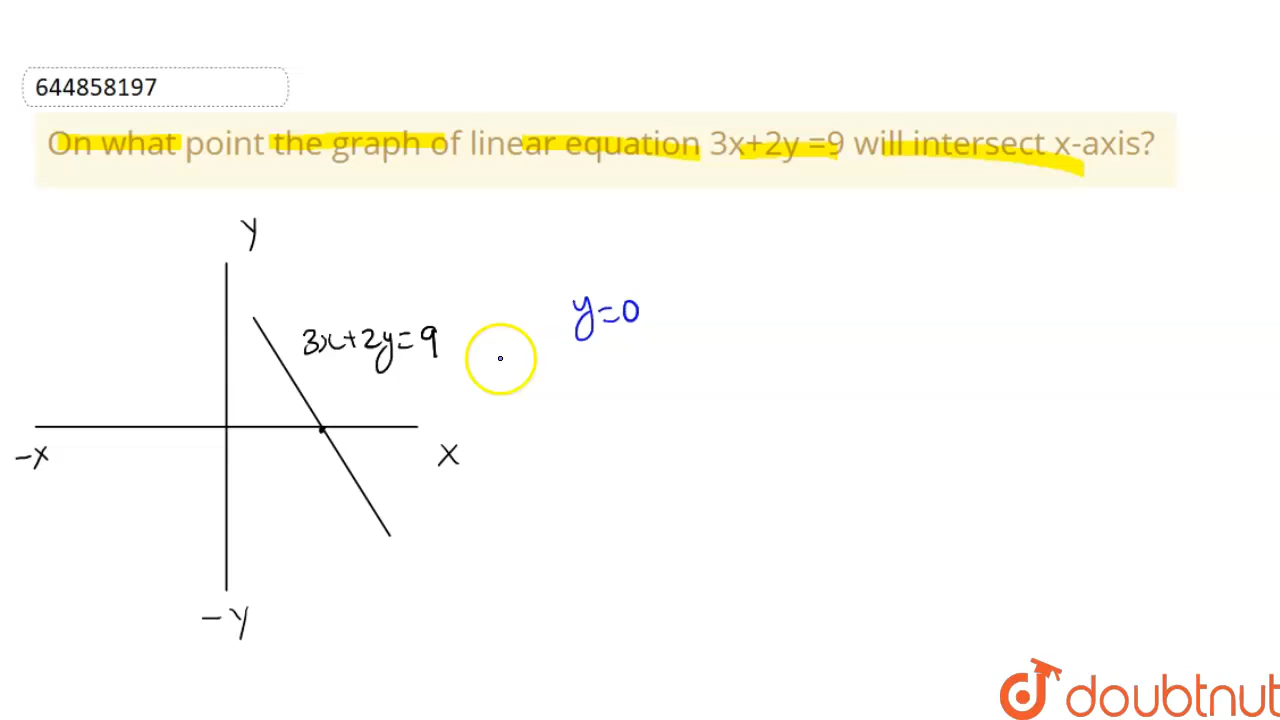 644858197
On what point the graph of linear equation 3x+2y =9 will intersect x-axis?
y
y=0
3x+2y=9
-x
x
-y
doubtnut